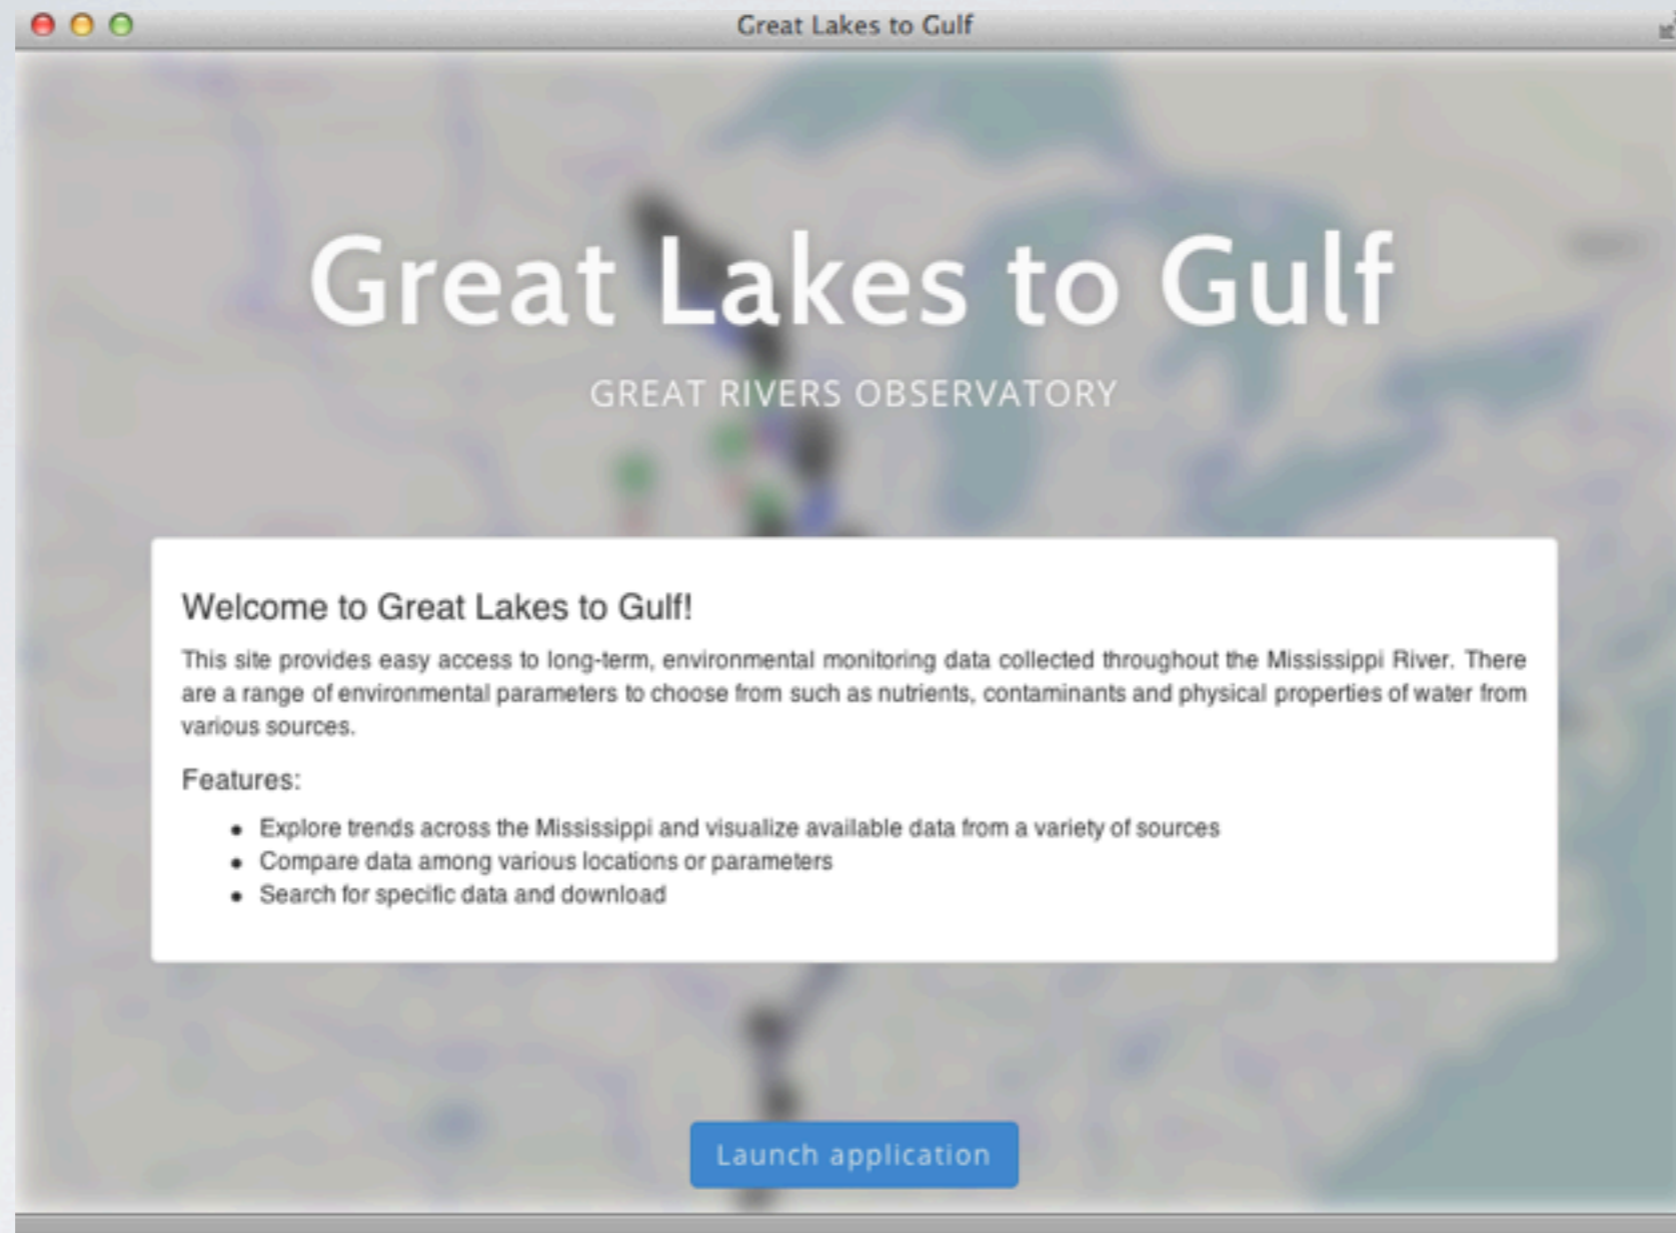 Great Lakes to Gulf
Great Lakes to Gulf
GREAT RIVERS OBSERVATORY
Welcome to Great Lakes to Gulf!
This site provides easy access to long-term, environmental monitoring data collected throughout the Mississippi River. There
are a range of environmental parameters to choose from such as nutrients, contaminants and physical properties of water from
various sources.
Features:
• Explore trends across the Mississippi and visualize available data from a variety of sources
• Compare data among various locations or parameters
• Search for specific data and download
Launch application